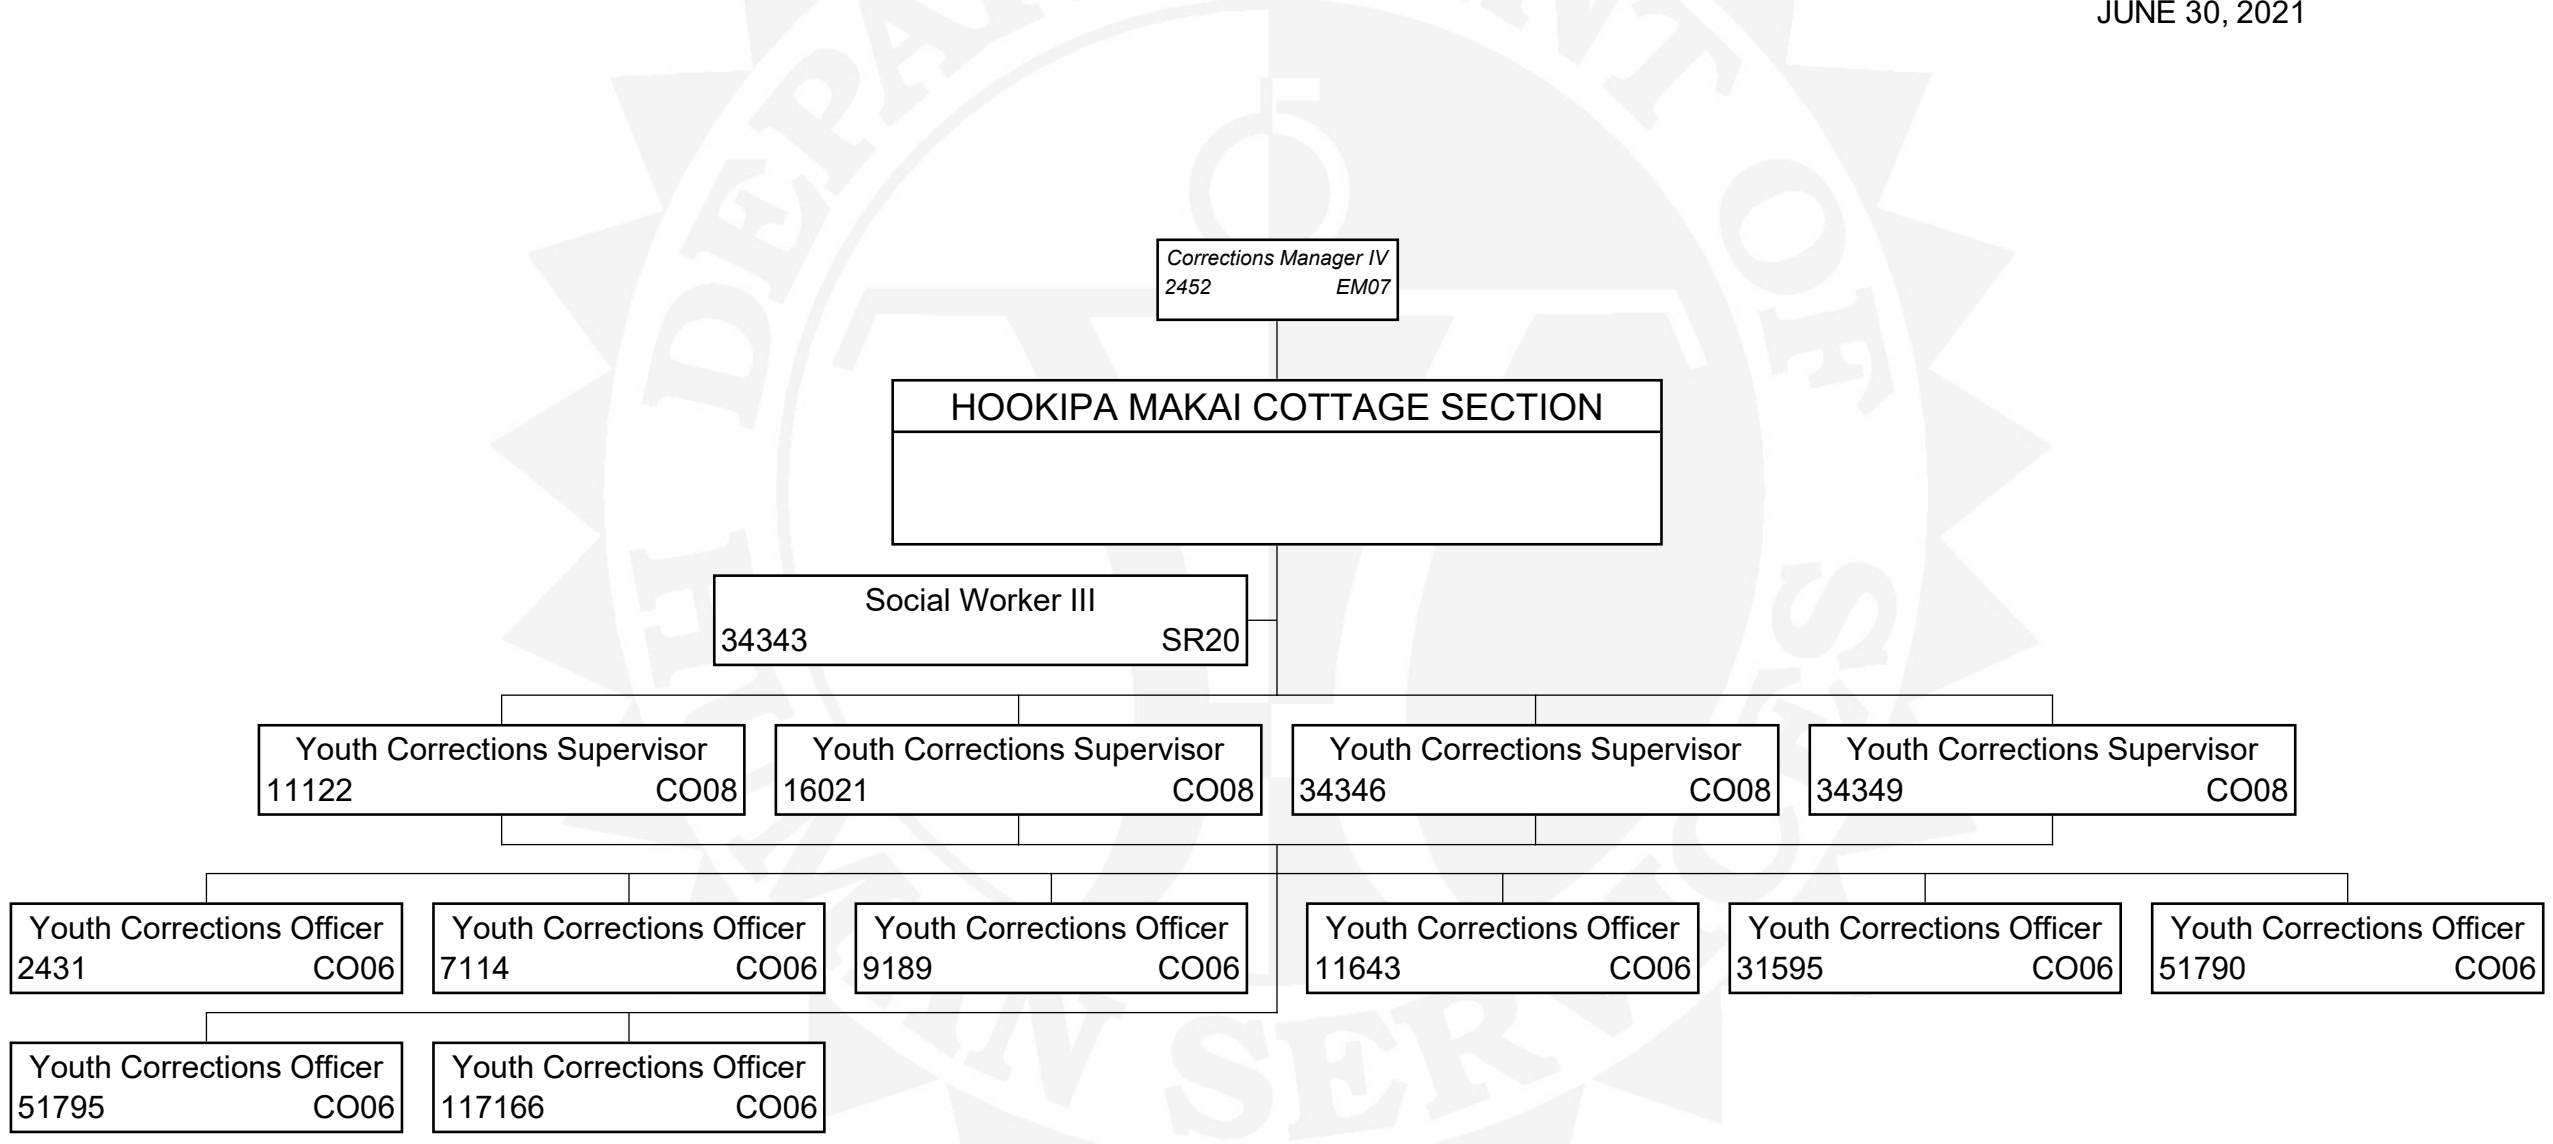 JUNE 30, 2021
DEPARTMENT OF
HUMAN SERVICES
Corrections Manager IV
2452 EM07
HOOKIPA MAKAI COTTAGE SECTION
Social Worker III
34343 SR20
Youth Corrections Supervisor
11122 CO08
Youth Corrections Supervisor
16021 CO08
Youth Corrections Supervisor
34346 CO08
Youth Corrections Supervisor
34349 CO08
Youth Corrections Officer
2431 CO06
Youth Corrections Officer
7114 CO06
Youth Corrections Officer
9189 CO06
Youth Corrections Officer
11643 CO06
Youth Corrections Officer
31595 CO06
Youth Corrections Officer
51790 CO06
Youth Corrections Officer
51795 CO06
Youth Corrections Officer
117166 CO06